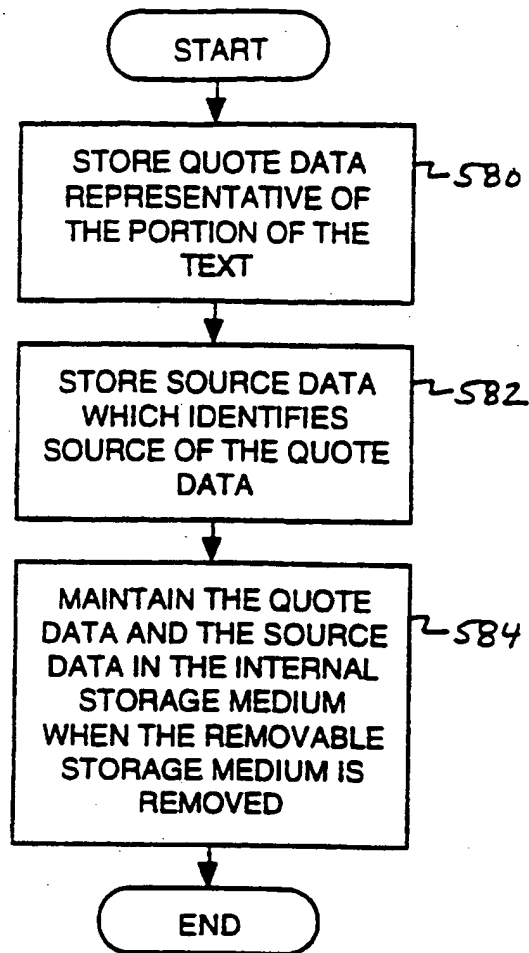 START
STORE QUOTE DATA
REPRESENTATIVE OF
THE PORTION OF THE
TEXT
580
STORE SOURCE DATA
WHICH IDENTIFIES
SOURCE OF THE QUOTE
DATA
582
MAINTAIN THE QUOTE
DATA AND THE SOURCE
DATA IN THE INTERNAL
STORAGE MEDIUM
WHEN THE REMOVABLE
STORAGE MEDIUM IS
REMOVED
584
END